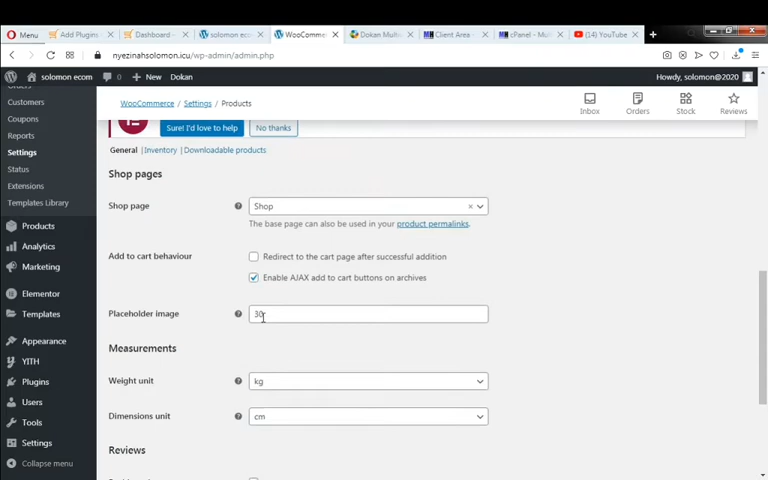 Menu
Add Plugins
Dashboard -
solomon ec
WooComme
Dokan Mult
Client Area -
cPanel - Mult
(14) YouTube
nyezinahsolomon.icu/wp-admin/admin.php
solomon ecom
0
New
Dokan
Howdy, solomon@2020
Customers
Coupons
Reports
Settings
Status
Extensions
Templates Library
Products
Analytics
Marketing
Elementor
Templates
Appearance
YITH
Plugins
Users
Tools
Settings
Collapse menu
WooCommerce > Settings > Products
Inbox
Orders
Stock
Reviews
Sure! I'd love to help
No thanks
General | Inventory | Downloadable products
Shop pages
Shop page
Shop
The base page can also be used in your product permalinks.
Add to cart behaviour
Redirect to the cart page after successful addition
Enable AJAX add to cart buttons on archives
Placeholder image
30
Measurements
Weight unit
kg
Dimensions unit
cm
Reviews